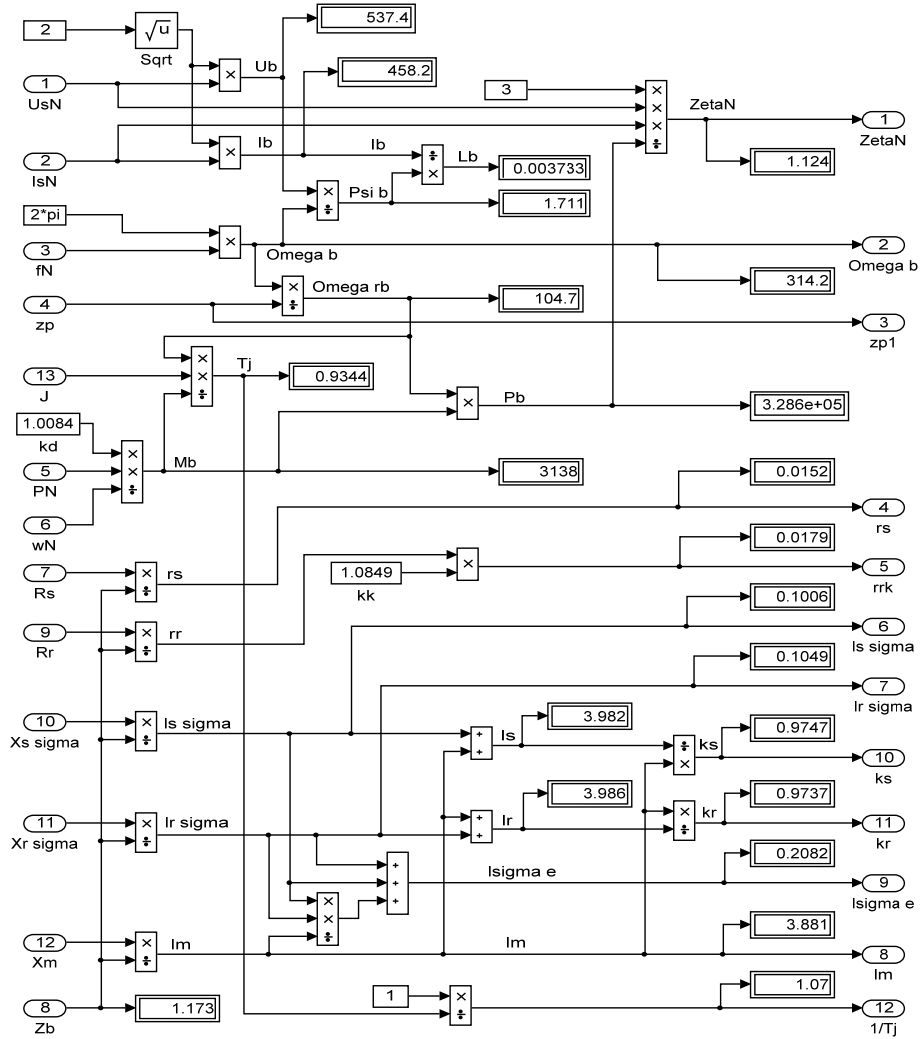 2
√u
Sqrt
537.4
1
UsN
×
Ub
458.2
3
×
×
×
÷
ZetaN
1
ZetaN
2
IsN
×
Ib
Ib
÷
×
Lb
0.003733
1.124
2*pi
×
÷
Psi b
1.711
3
fN
×
Omega b
2
Omega b
4
zp
×
÷
Omega rb
104.7
314.2
3
zp1
13
J
×
×
÷
Tj
0.9344
1.0084
kd
×
Pb
3.286e+05
5
PN
×
×
÷
Mb
3138
0.0152
6
wN
4
rs
7
Rs
×
÷
rs
1.0849
kk
×
0.0179
5
rrk
9
Rr
×
÷
rr
0.1006
6
ls sigma
0.1049
7
lr sigma
10
Xs sigma
×
÷
ls sigma
+
+
ls
3.982
÷
×
ks
0.9747
10
ks
11
Xr sigma
×
÷
lr sigma
+
+
lr
3.986
×
÷
kr
0.9737
11
kr
×
×
÷
+
+
+
lsigma e
0.2082
9
lsigma e
12
Xm
×
÷
lm
lm
3.881
8
lm
8
Zb
1.173
1
×
÷
1.07
12
1/Tj